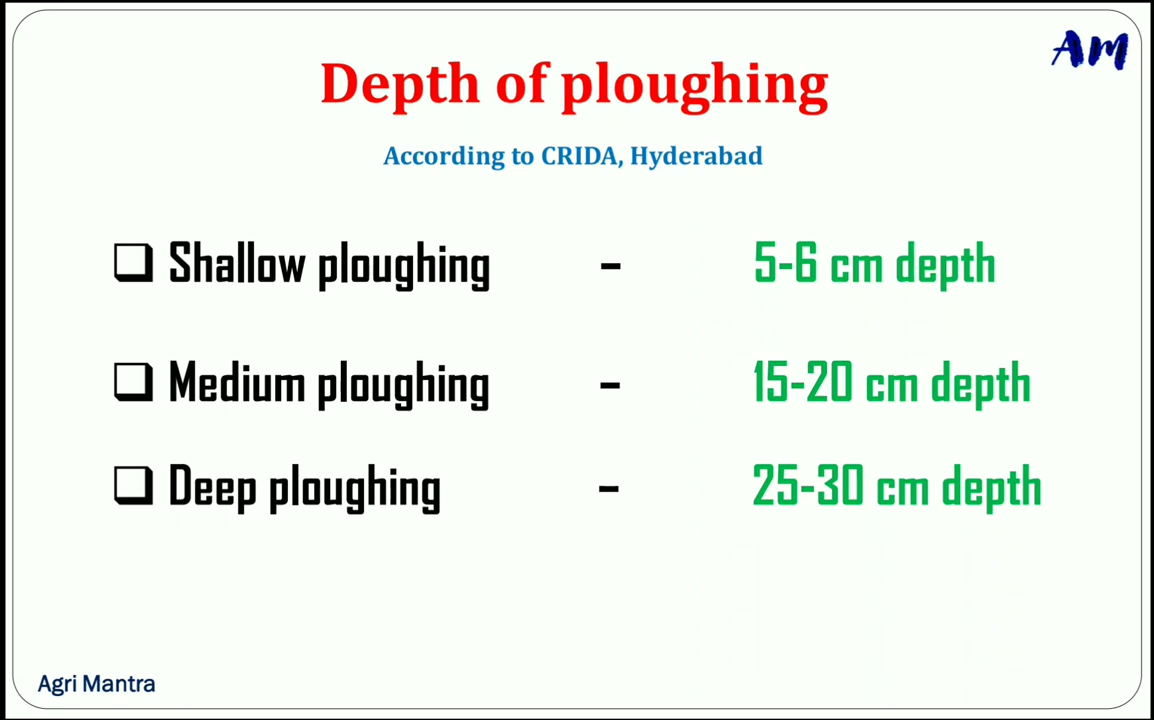 AM
Depth of ploughing
According to CRIDA, Hyderabad
Shallow ploughing - 5-6 cm depth
Medium ploughing - 15-20 cm depth
Deep ploughing - 25-30 cm depth
Agri Mantra